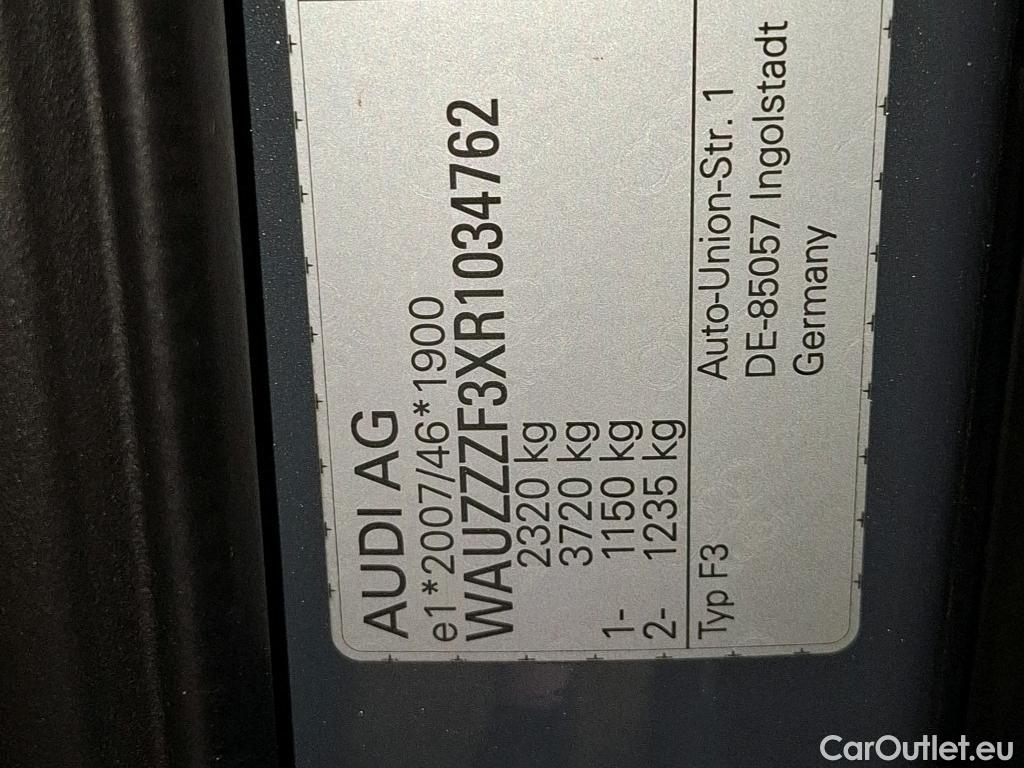 AUDI AG
e1*2007/46*1900
WAUZZZF3XR1034762
2320 kg
3720 kg
1- 1150 kg
2- 1235 kg
Typ F3
Auto-Union-Str. 1
DE-85057 Ingolstadt
Germany
CarOutlet.eu